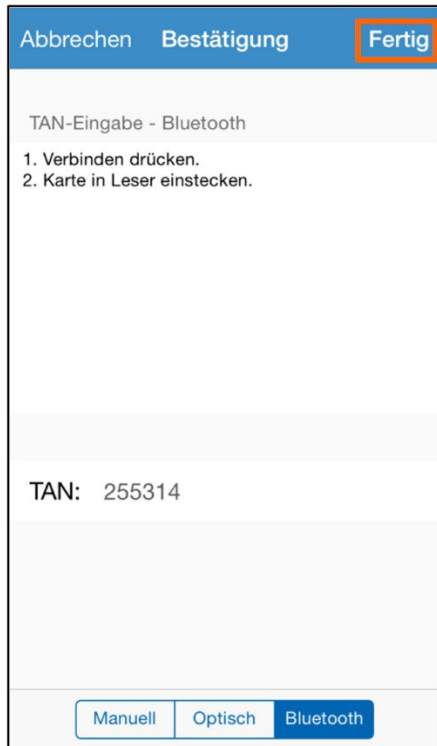 Abbrechen Bestätigung Fertig
TAN-Eingabe - Bluetooth
1. Verbinden drücken.
2. Karte in Leser einstecken.
TAN: 255314
Manuell Optisch Bluetooth